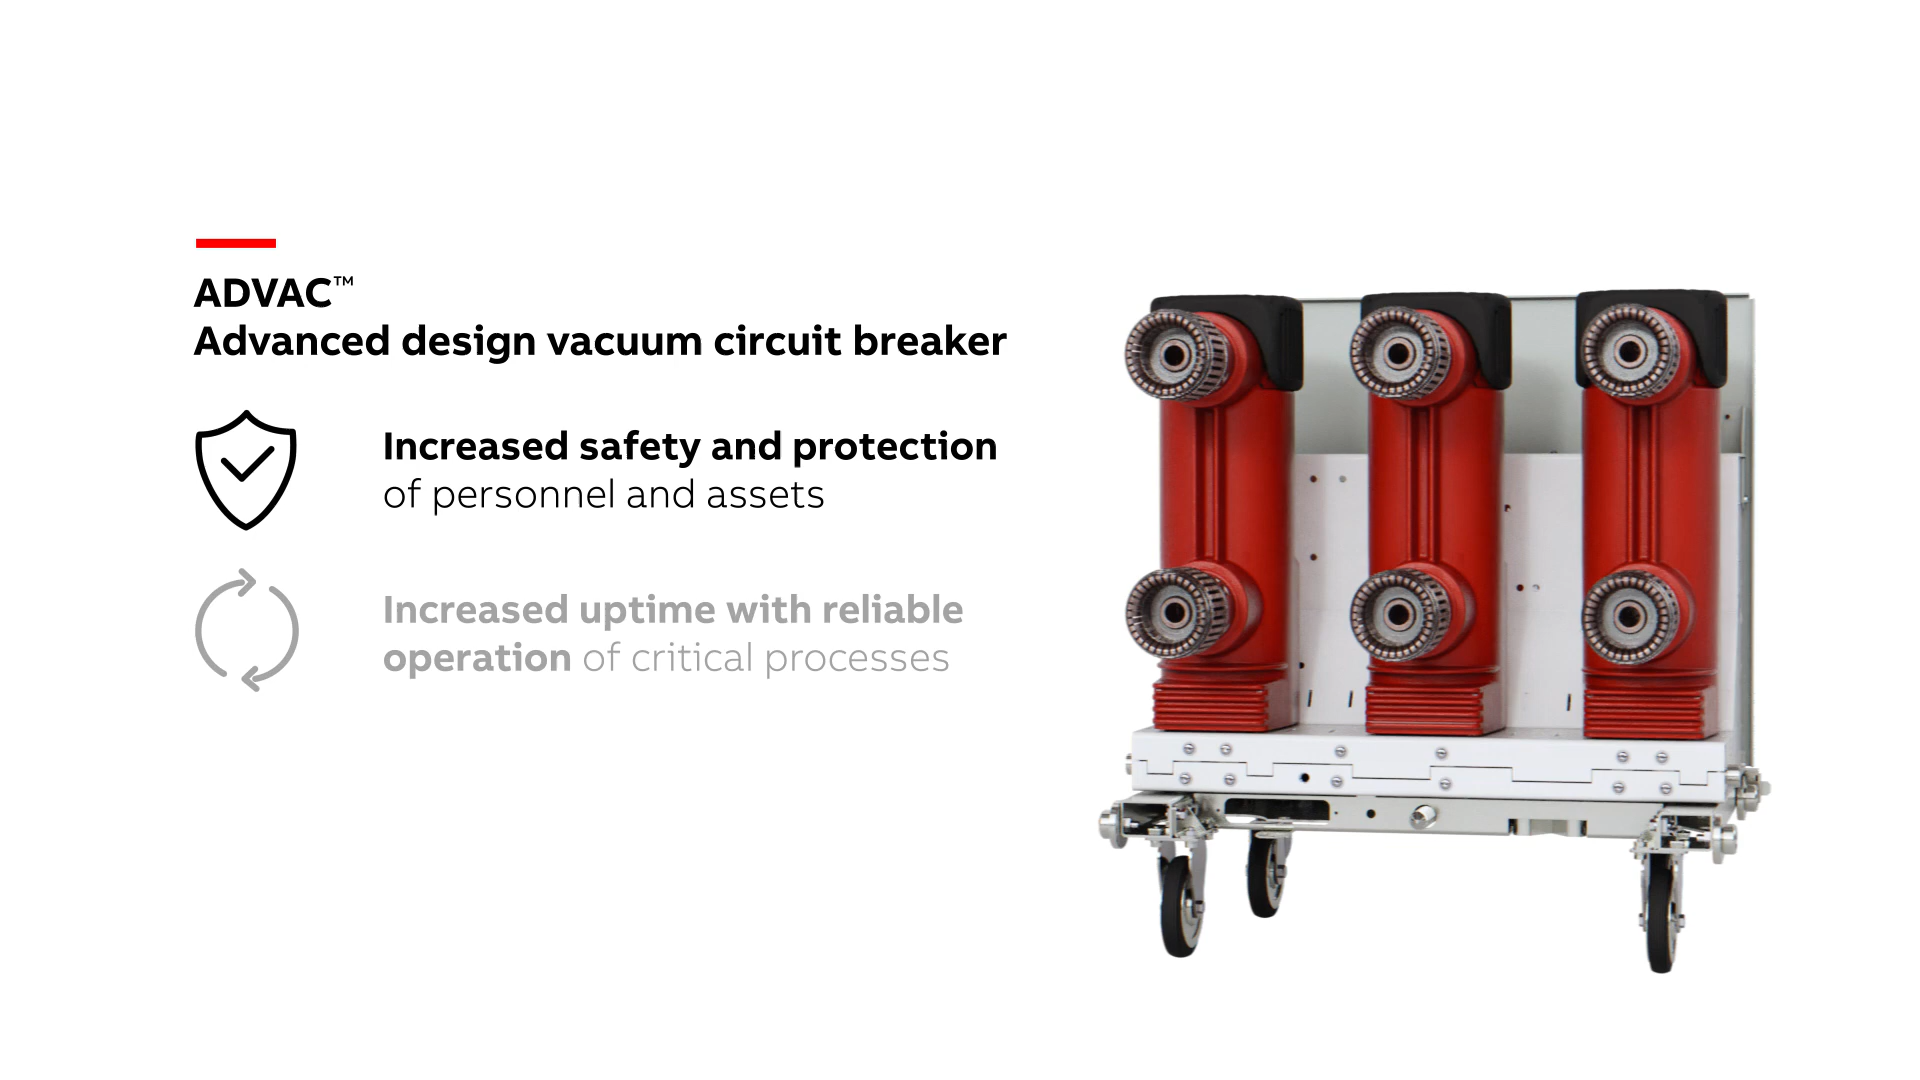 ADVAC™
Advanced design vacuum circuit breaker
Increased safety and protection
of personnel and assets
Increased uptime with reliable
operation of critical processes